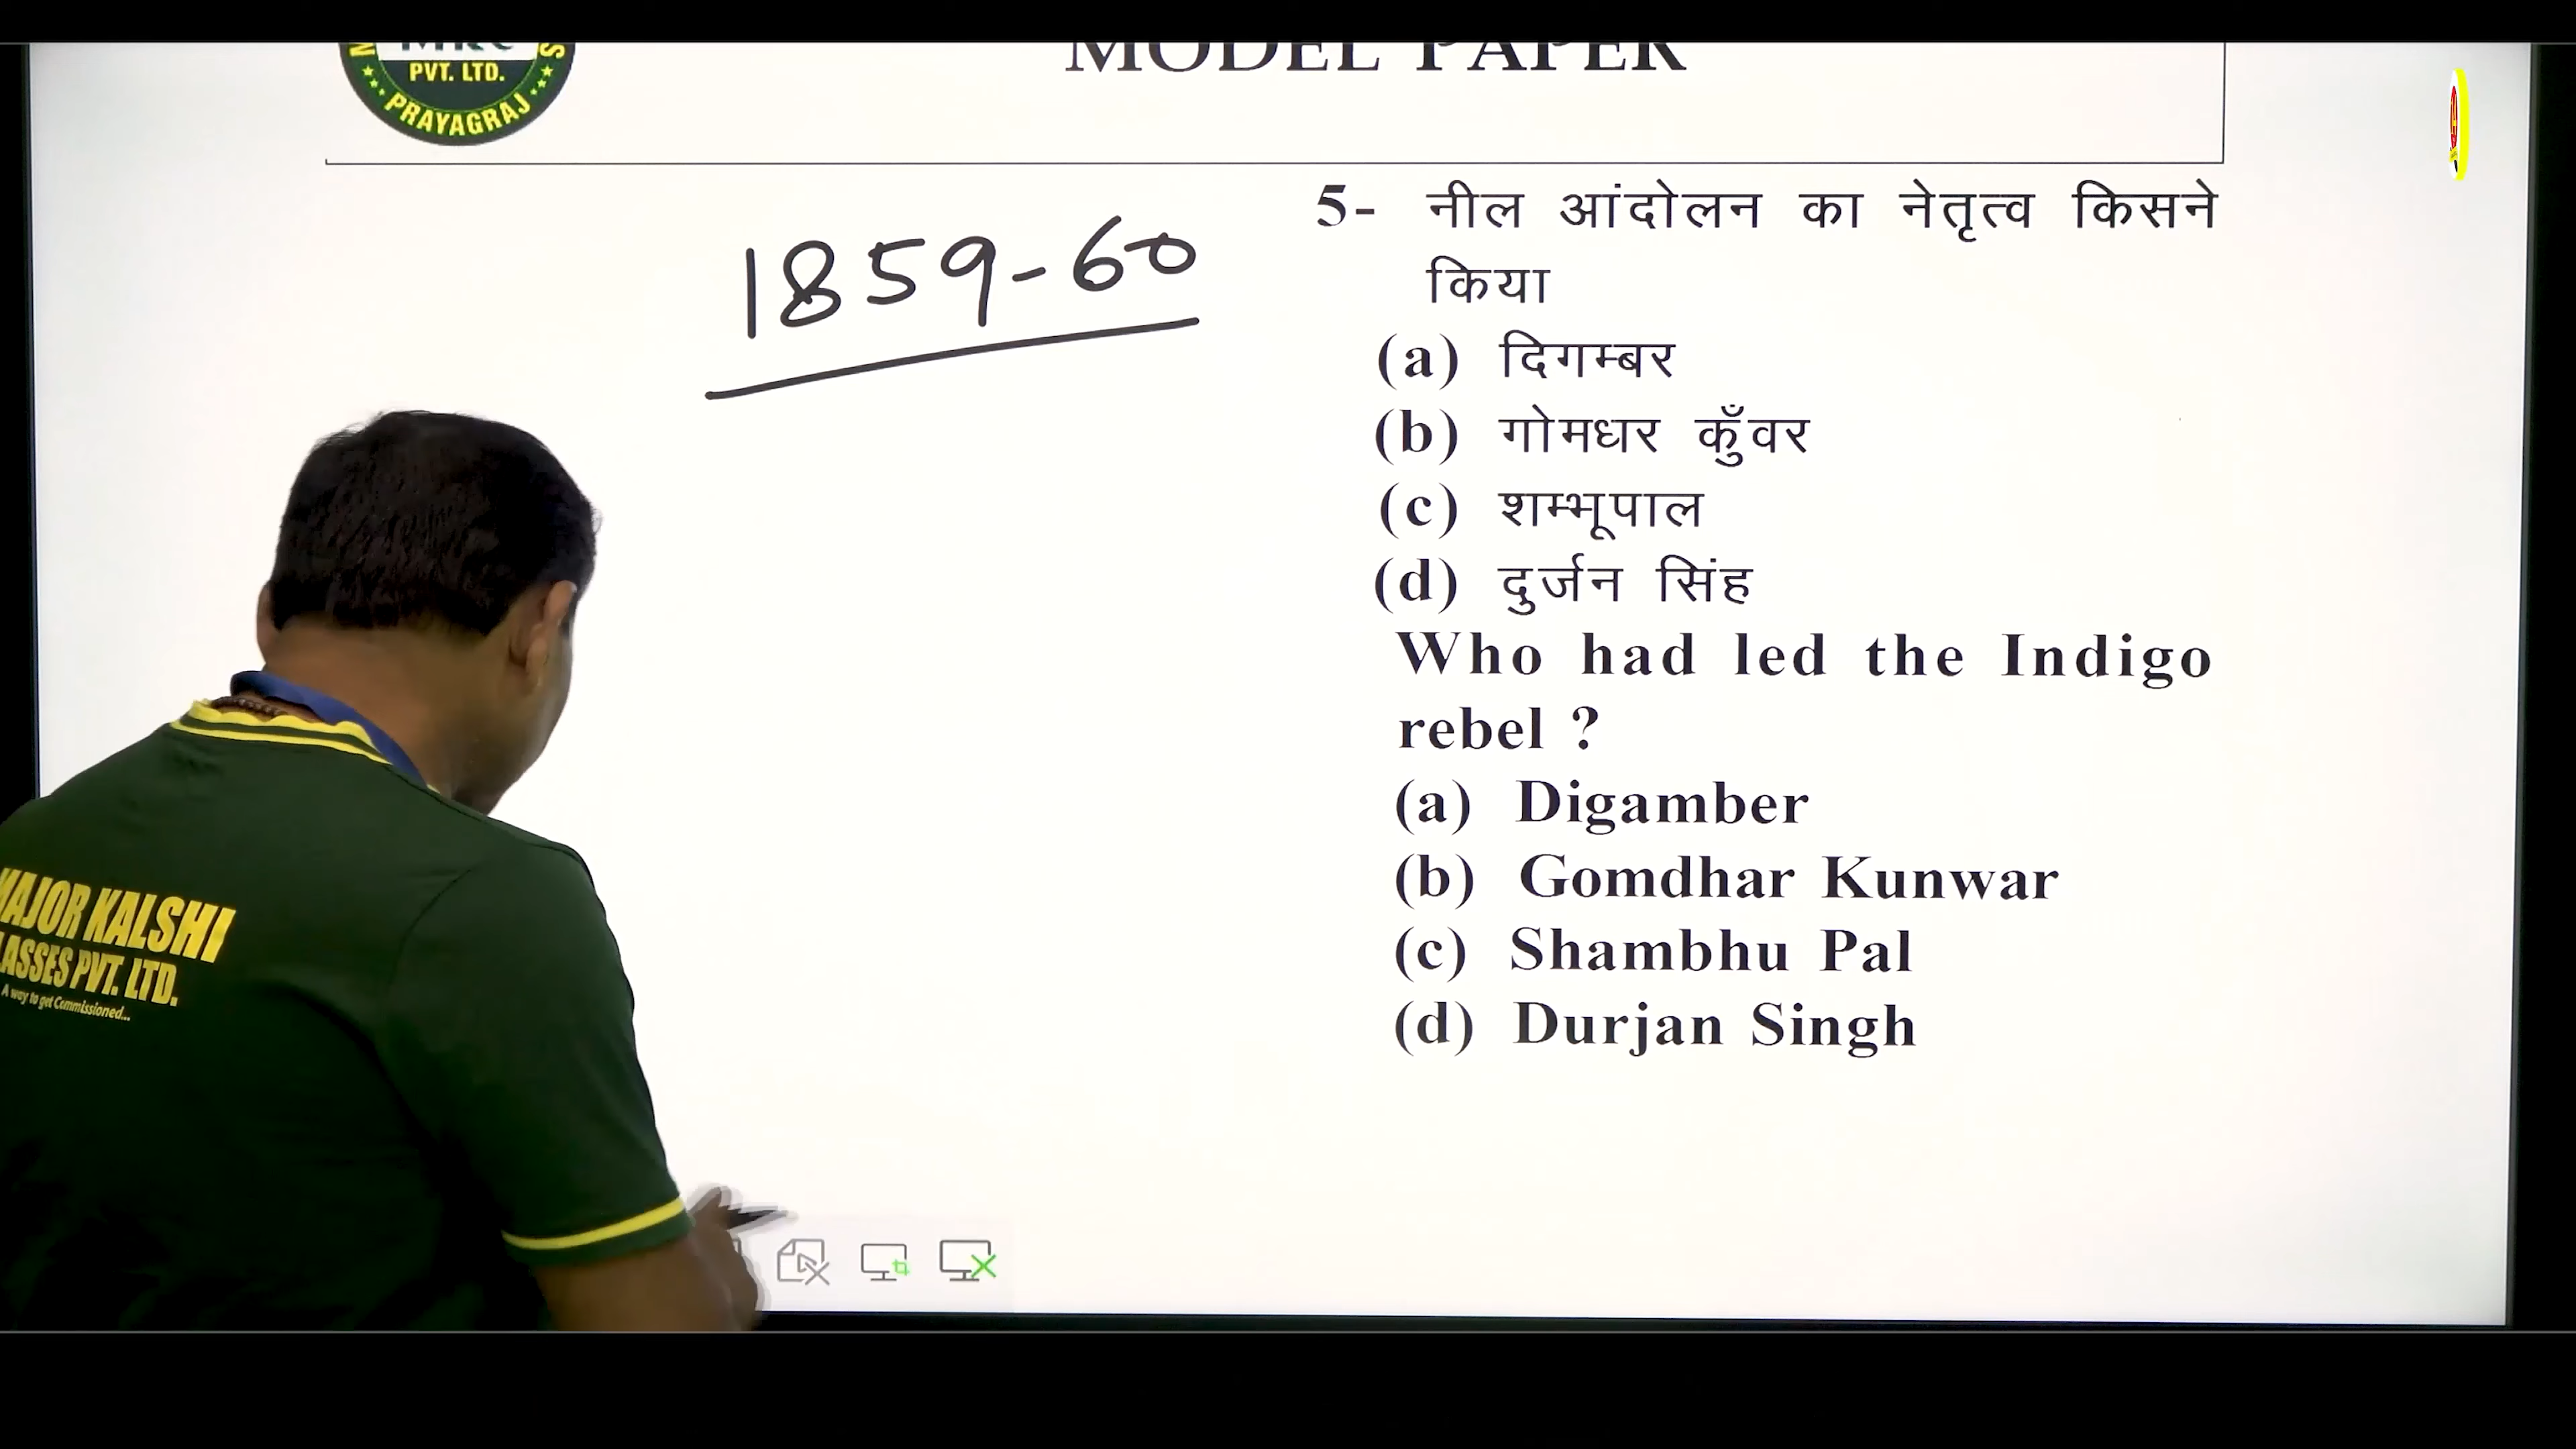 MODEL PAPER
PVT. LTD.
PRAYAGRAJ
1859-60
5- नील आंदोलन का नेतृत्व किसने
किया
(a) दिगम्बर
(b) गोमधर कुँवर
(c) शम्भूपाल
(d) दुर्जन सिंह
Who had led the Indigo
rebel ?
(a) Digamber
(b) Gomdhar Kunwar
(c) Shambhu Pal
(d) Durjan Singh
MAJOR KALSHI
LASSES PVT. LTD.
A way to get Commissioned...